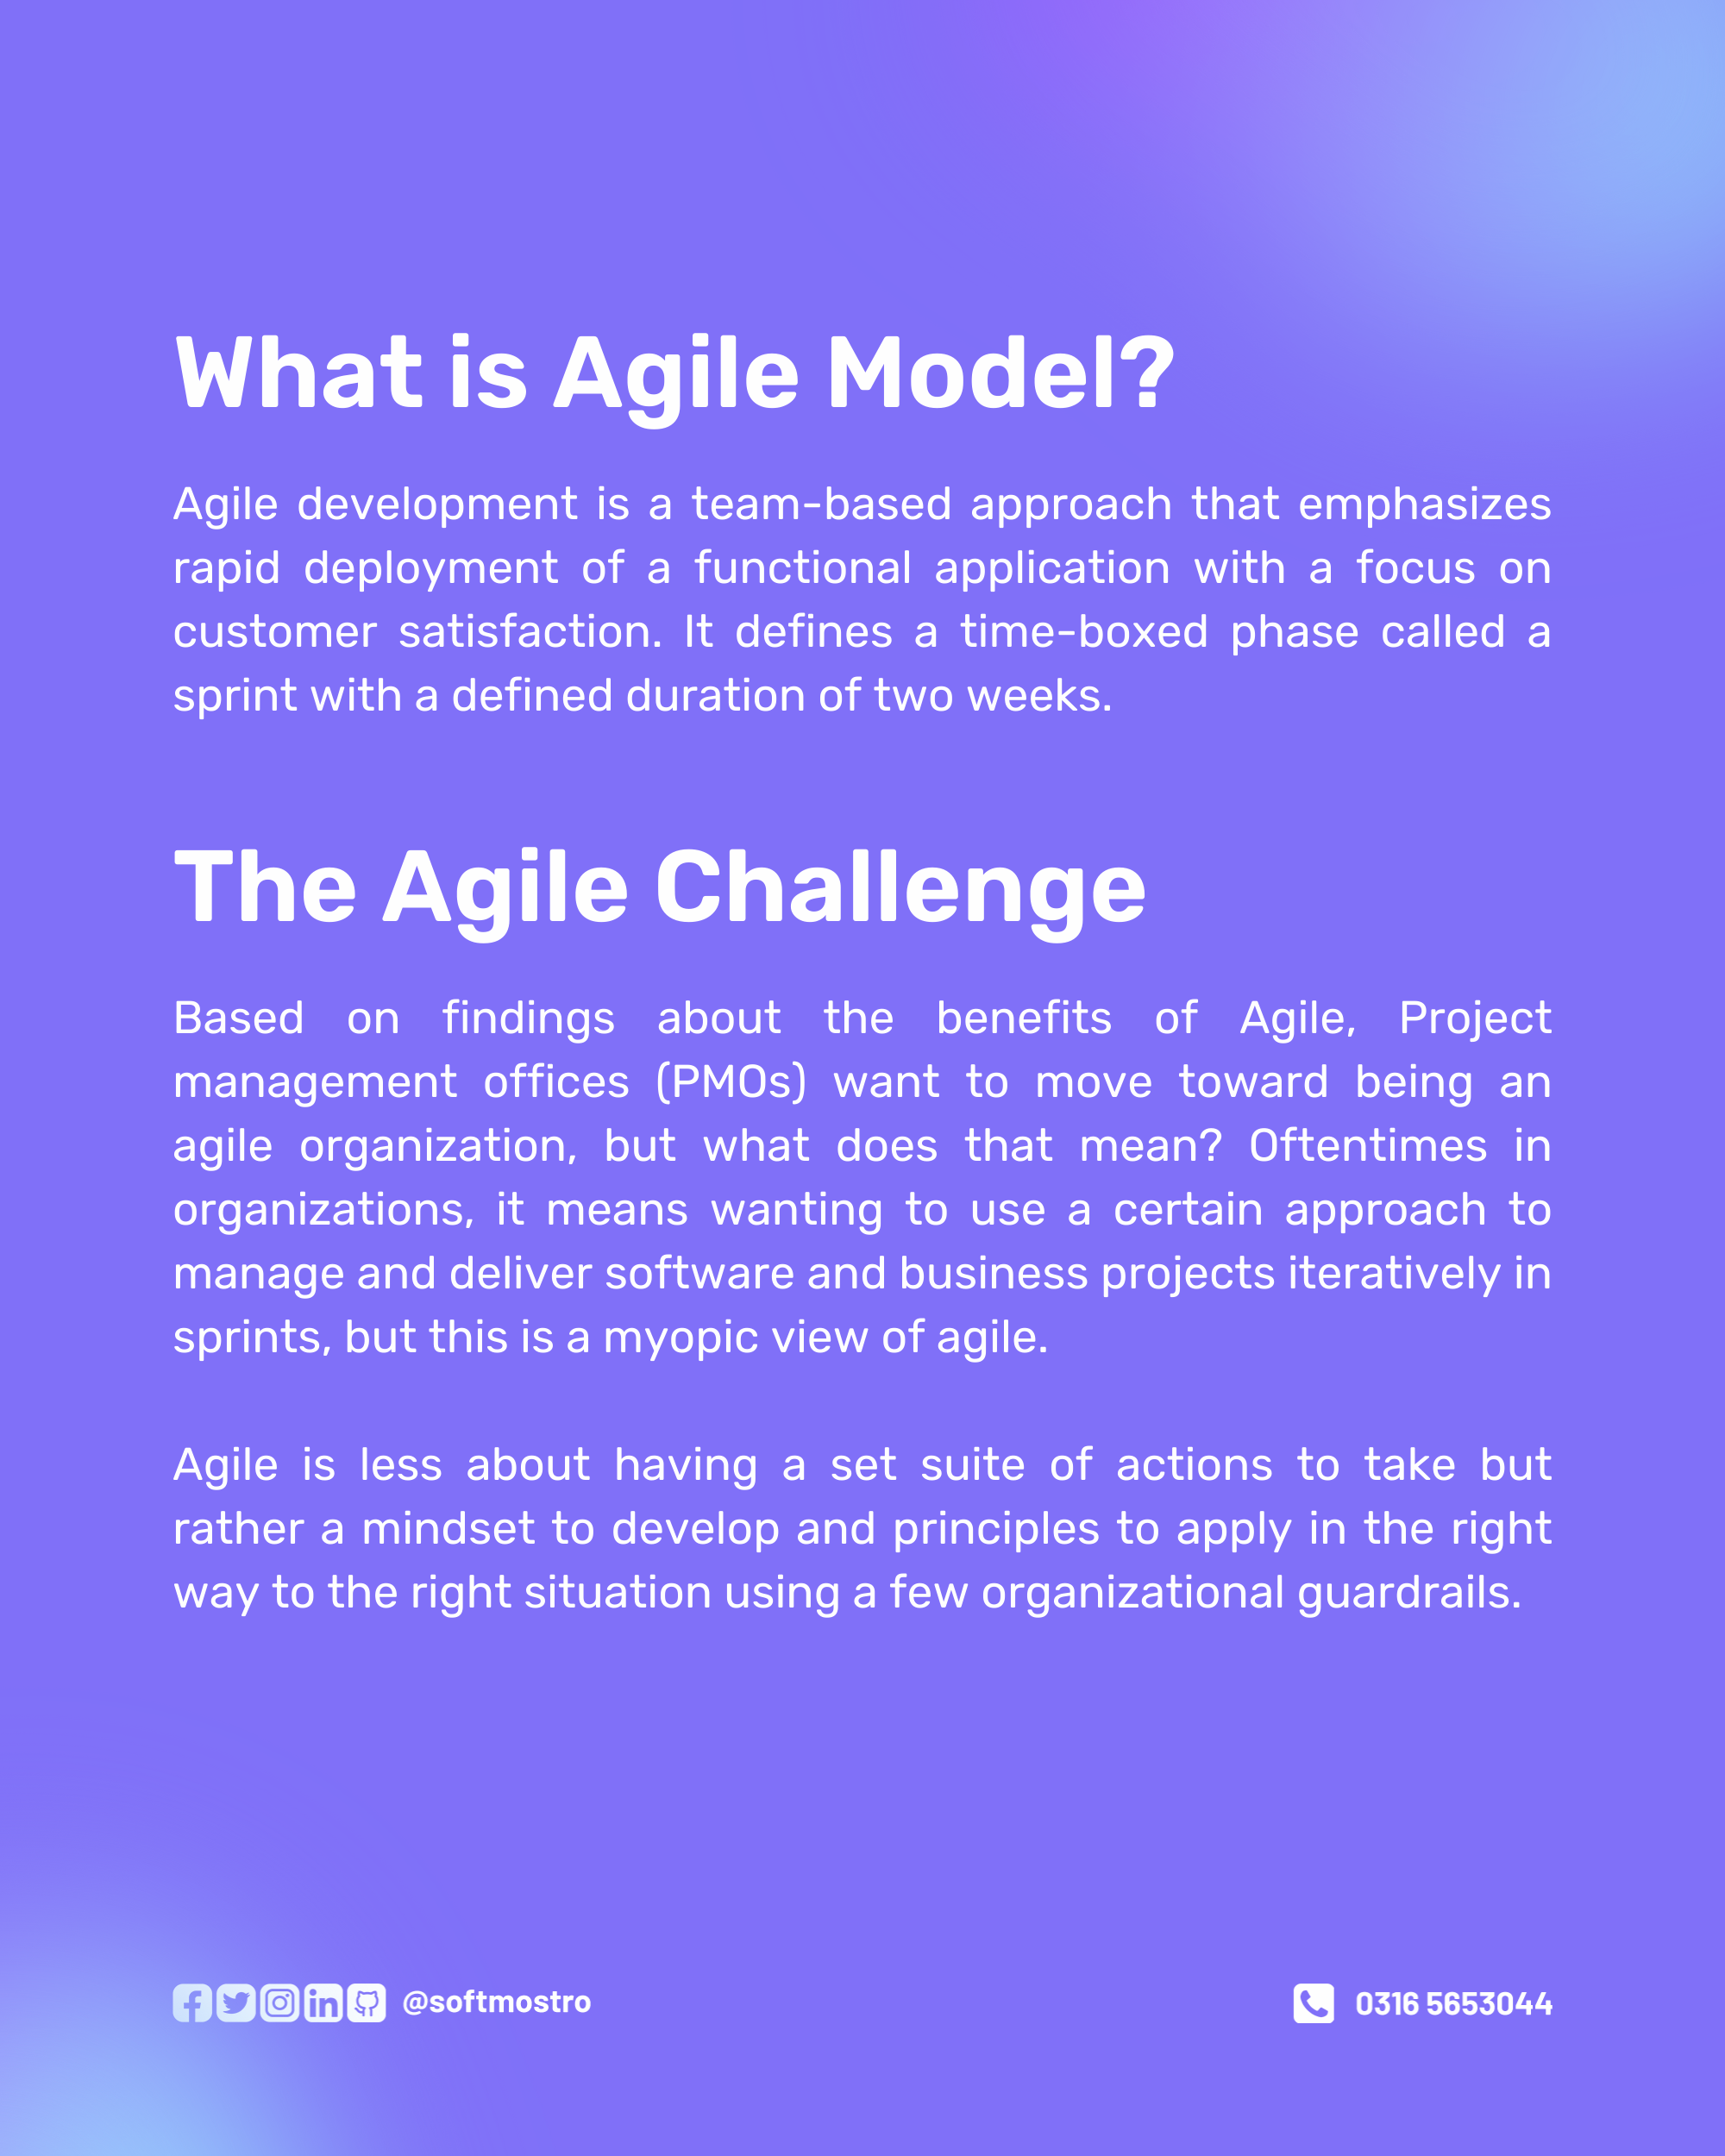 What is Agile Model?
Agile development is a team-based approach that emphasizes
rapid deployment of a functional application with a focus on
customer satisfaction. It defines a time-boxed phase called a
sprint with a defined duration of two weeks.
The Agile Challenge
Based on findings about the benefits of Agile, Project
management offices (PMOs) want to move toward being an
agile organization, but what does that mean? Oftentimes in
organizations, it means wanting to use a certain approach to
manage and deliver software and business projects iteratively in
sprints, but this is a myopic view of agile.
Agile is less about having a set suite of actions to take but
rather a mindset to develop and principles to apply in the right
way to the right situation using a few organizational guardrails.
@softmostro
0316 5653044